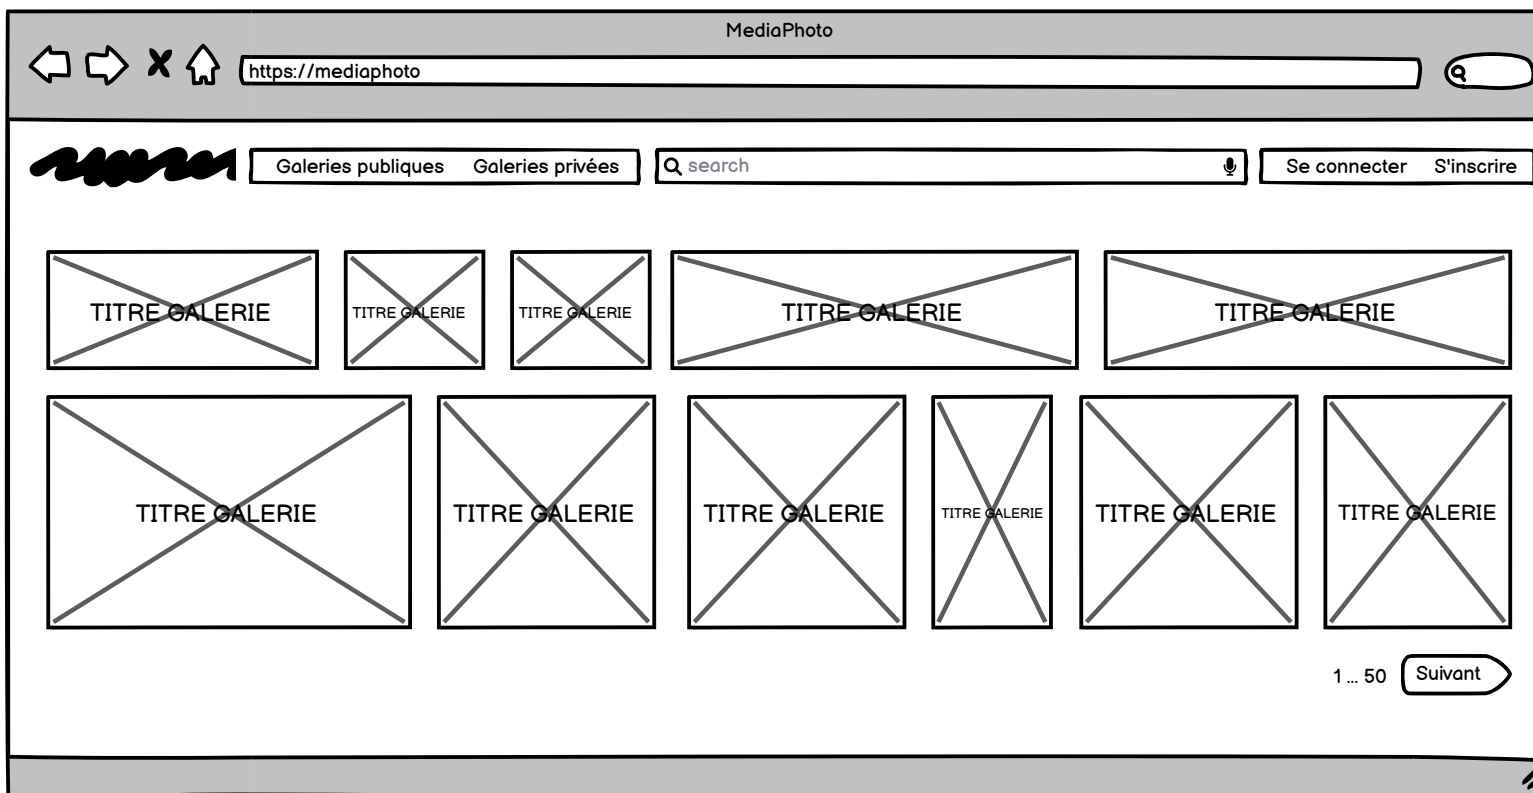 MediaPhoto
https://mediaphoto
Galeries publiques Galeries privées search Se connecter S'inscrire
TITRE GALERIE TITRE GALERIE TITRE GALERIE TITRE GALERIE TITRE GALERIE
TITRE GALERIE TITRE GALERIE TITRE GALERIE TITRE GALERIE TITRE GALERIE TITRE GALERIE
1 ... 50 Suivant